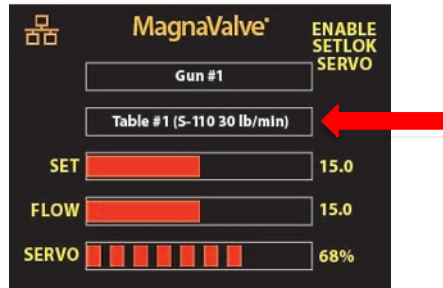 MagnaValve®
ENABLE
SETLOK
SERVO
Gun #1
Table #1 (S-110 30 lb/min)
SET 15.0
FLOW 15.0
SERVO 68%